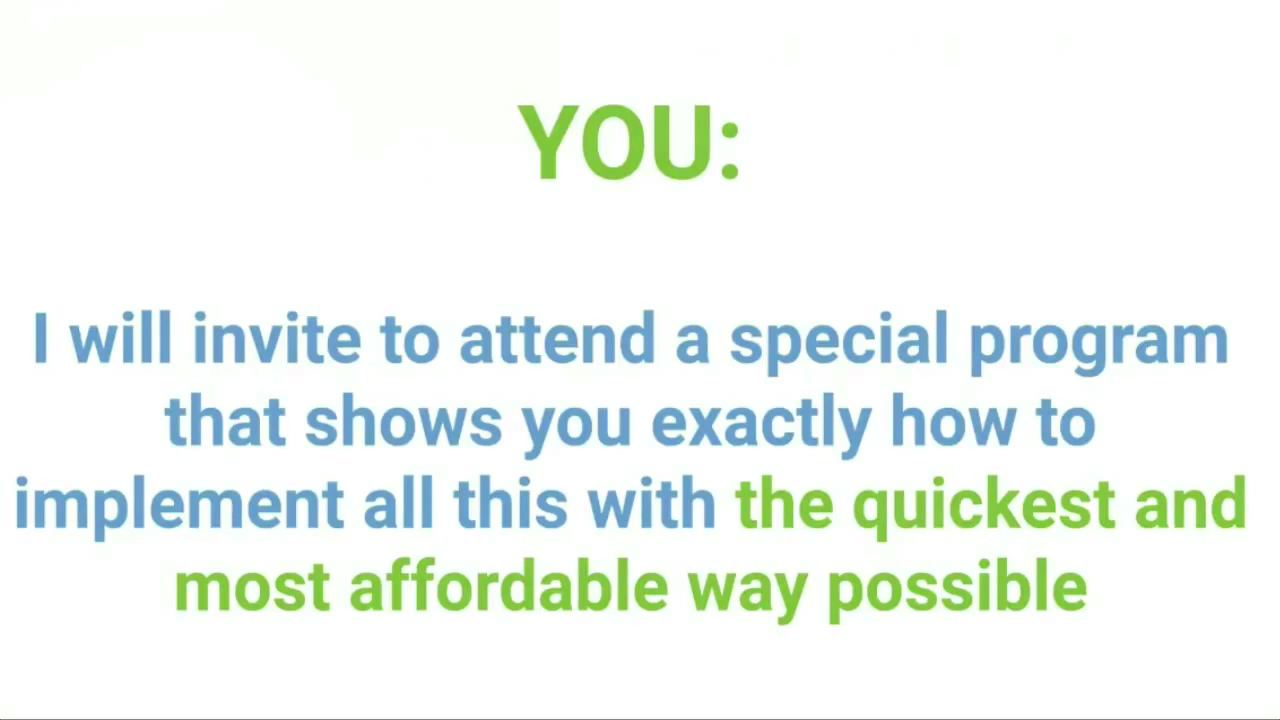 YOU:
I will invite to attend a special program
that shows you exactly how to
implement all this with the quickest and
most affordable way possible